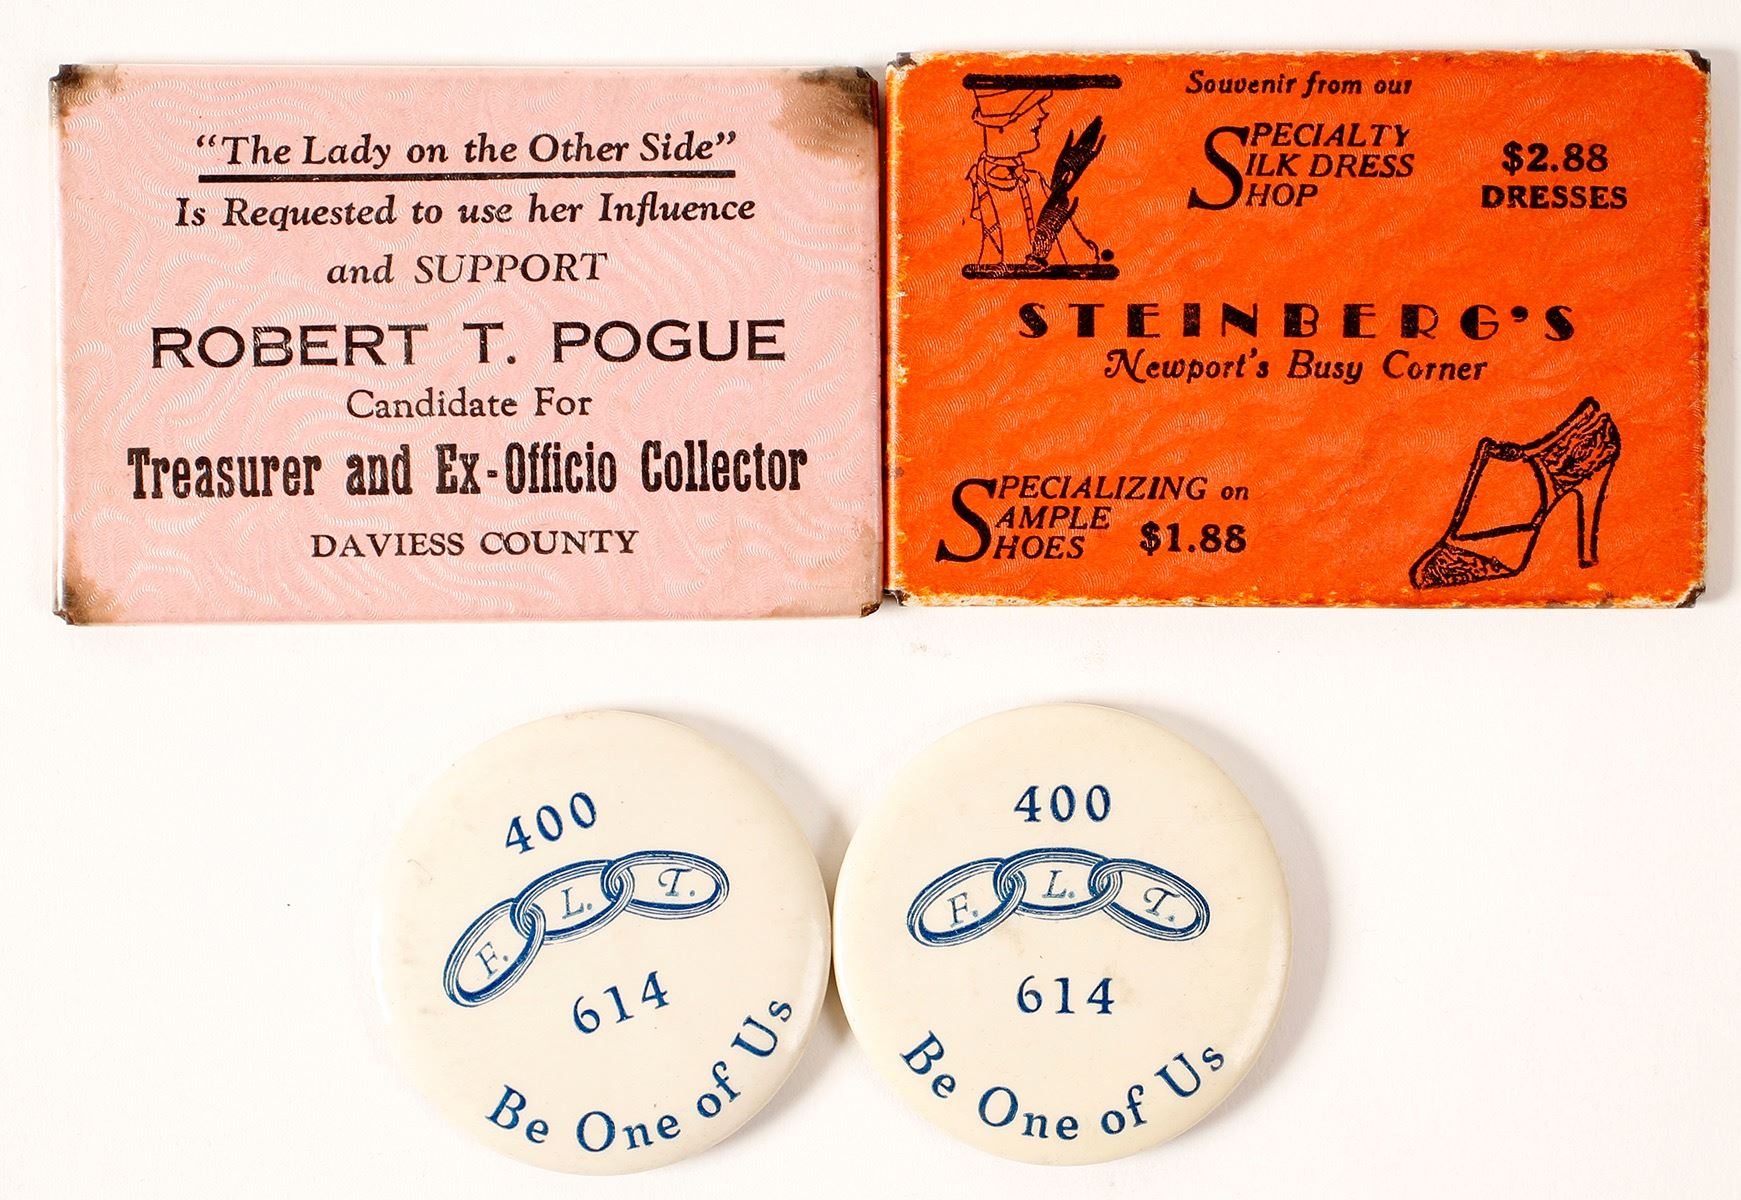 “The Lady on the Other Side”
Is Requested to use her Influence
and SUPPORT
ROBERT T. POGUE
Candidate For
Treasurer and Ex-Officio Collector
DAVIESS COUNTY
Souvenir from our
SPECIALTY
SILK DRESS
SHOP
$2.88
DRESSES
STEINBERG'S
Newport's Busy Corner
SPECIALIZING on
SAMPLE
SHOES
$1.88
400
F. L. T.
614
Be One of Us
400
F. L. T.
614
Be One of Us